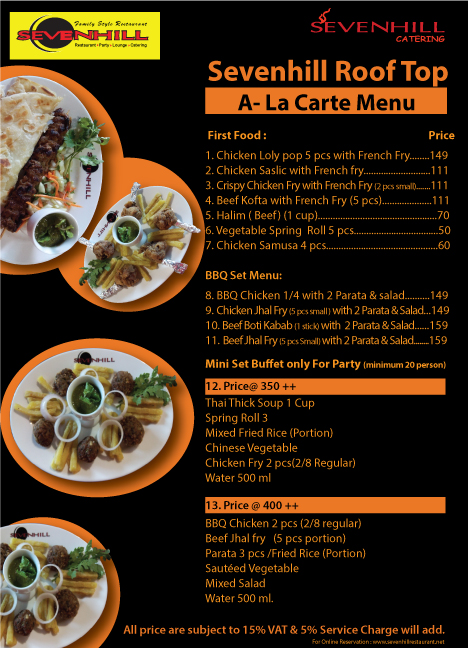 Family Style Restaurant
SEVENHILL
Restaurant • Party • Lounge • Catering
SEVENHILL
CATERING
Sevenhill Roof Top
A- La Carte Menu
First Food : Price
1. Chicken Loly pop 5 pcs with French Fry........149
2. Chicken Saslic with French fry........................111
3. Crispy Chicken Fry with French Fry (2 pcs small).......111
4. Beef Kofta with French Fry (5 pcs).....................111
5. Halim ( Beef) (1 cup)..............................................70
6. Vegetable Spring Roll 5 pcs................................50
7. Chicken Samusa 4 pcs..........................................60
BBQ Set Menu:
8. BBQ Chicken 1/4 with 2 Parata & salad..........149
9. Chicken Jhal Fry (5 pcs small ) with 2 Parata & Salad...149
10. Beef Boti Kabab (1 stick) with 2 Parata & Salad......159
11. Beef Jhal Fry (5 pcs Small) with 2 Parata & Salad.......159
Mini Set Buffet only For Party (minimum 20 person)
12. Price@ 350 ++
Thai Thick Soup 1 Cup
Spring Roll 3
Mixed Fried Rice (Portion)
Chinese Vegetable
Chicken Fry 2 pcs(2/8 Regular)
Water 500 ml
13. Price @ 400 ++
BBQ Chicken 2 pcs (2/8 regular)
Beef Jhal fry (5 pcs portion)
Parata 3 pcs /Fried Rice (Portion)
Sautéed Vegetable
Mixed Salad
Water 500 ml.
All price are subject to 15% VAT & 5% Service Charge will add.
For Online Reservation : www.sevenhillrestaurant.net
SEVENHILL